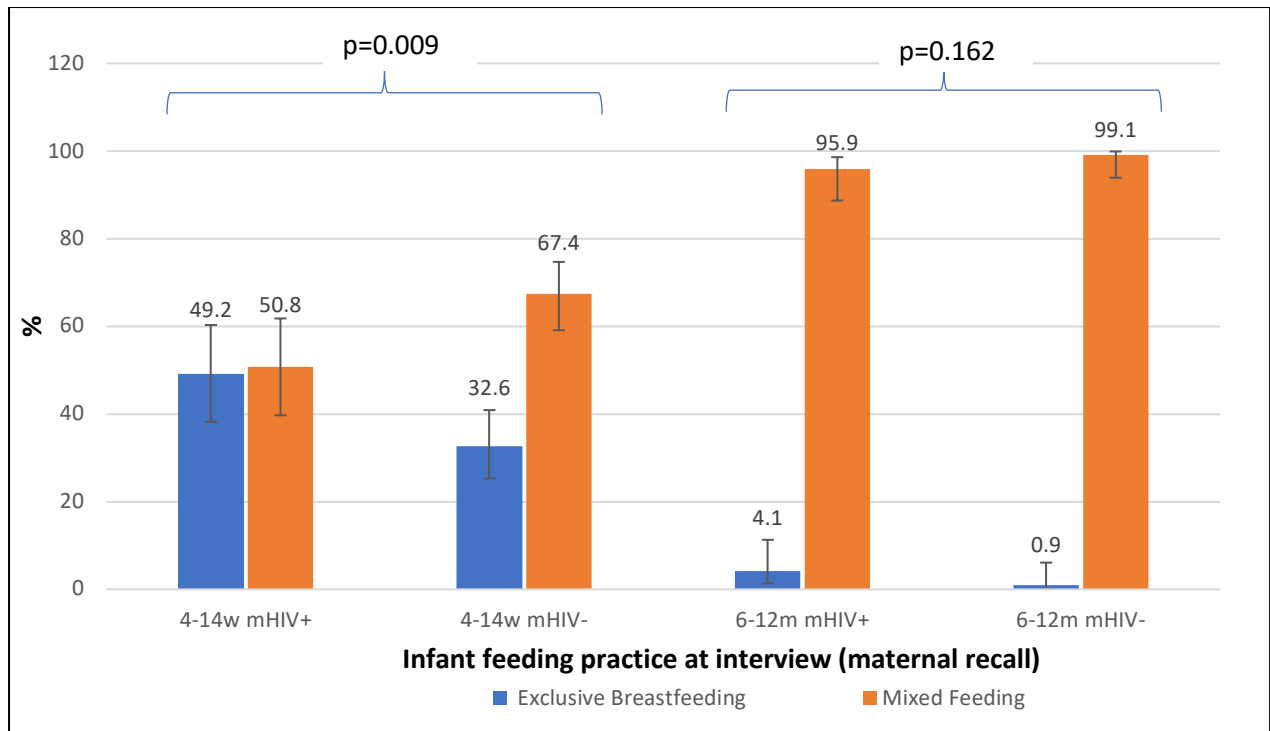 p=0.009
p=0.162
120
100
80
60
40
20
0
%
49.2
50.8
32.6
67.4
4.1
95.9
0.9
99.1
4-14w mHIV+
4-14w mHIV-
6-12m mHIV+
6-12m mHIV-
Infant feeding practice at interview (maternal recall)
Exclusive Breastfeeding
Mixed Feeding